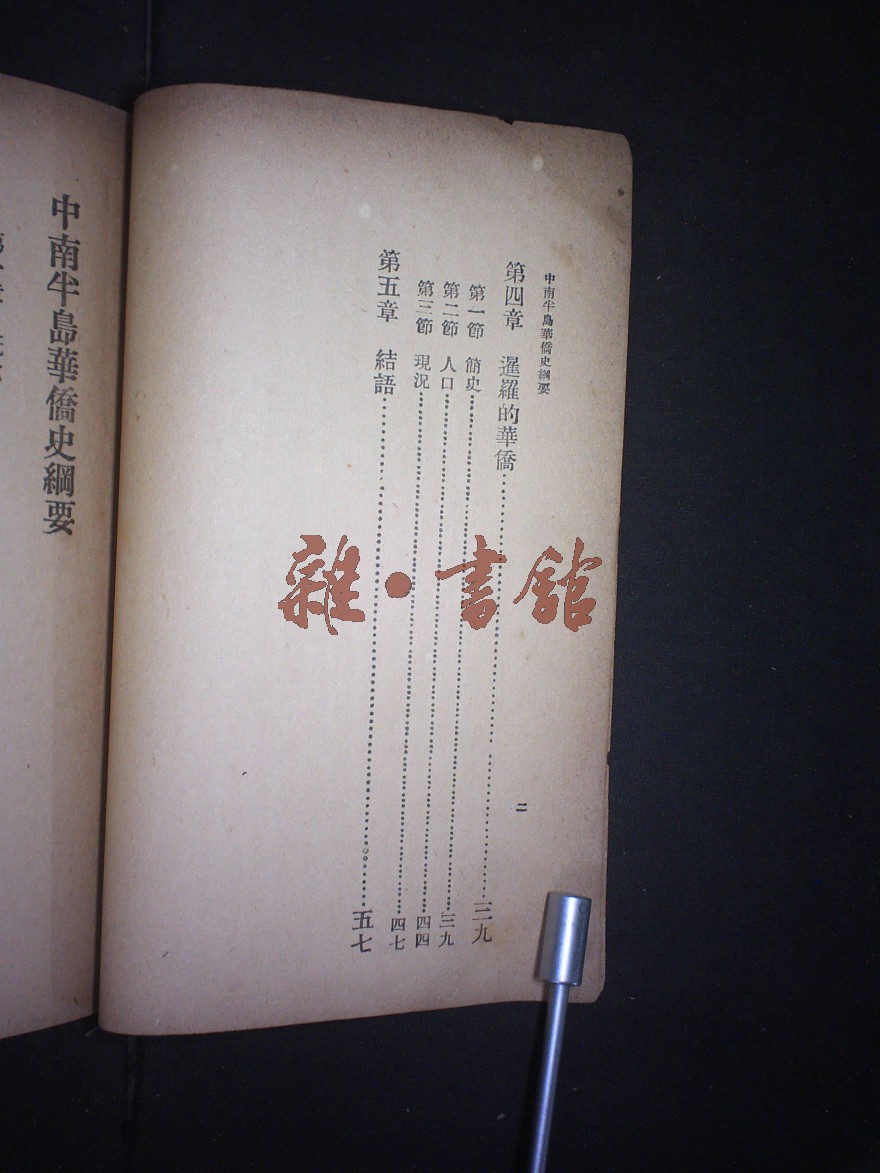 中南半島華僑史綱要
第四章 暹羅的華僑……三九
第一節 簡史……三九
第二節 人口……四四
第三節 現況……四七
第五章 結語……五七
二
中南半島華僑史綱要
雜•書館